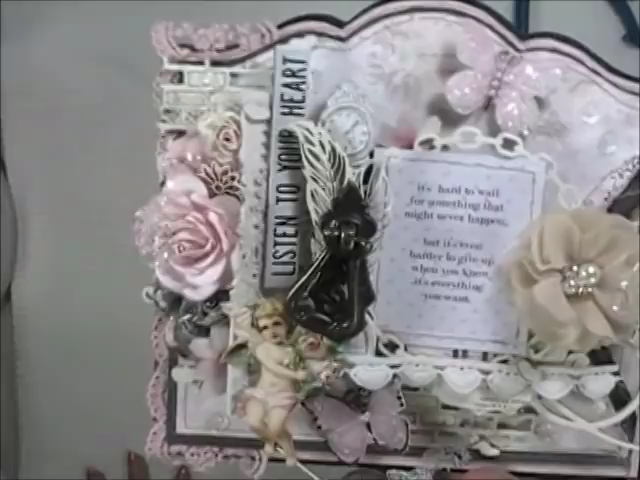 LISTEN TO YOUR HEART
it's hard to wait
for something that
might never happen,
but it's even
harder to give up
when you know
it's everything
you want.